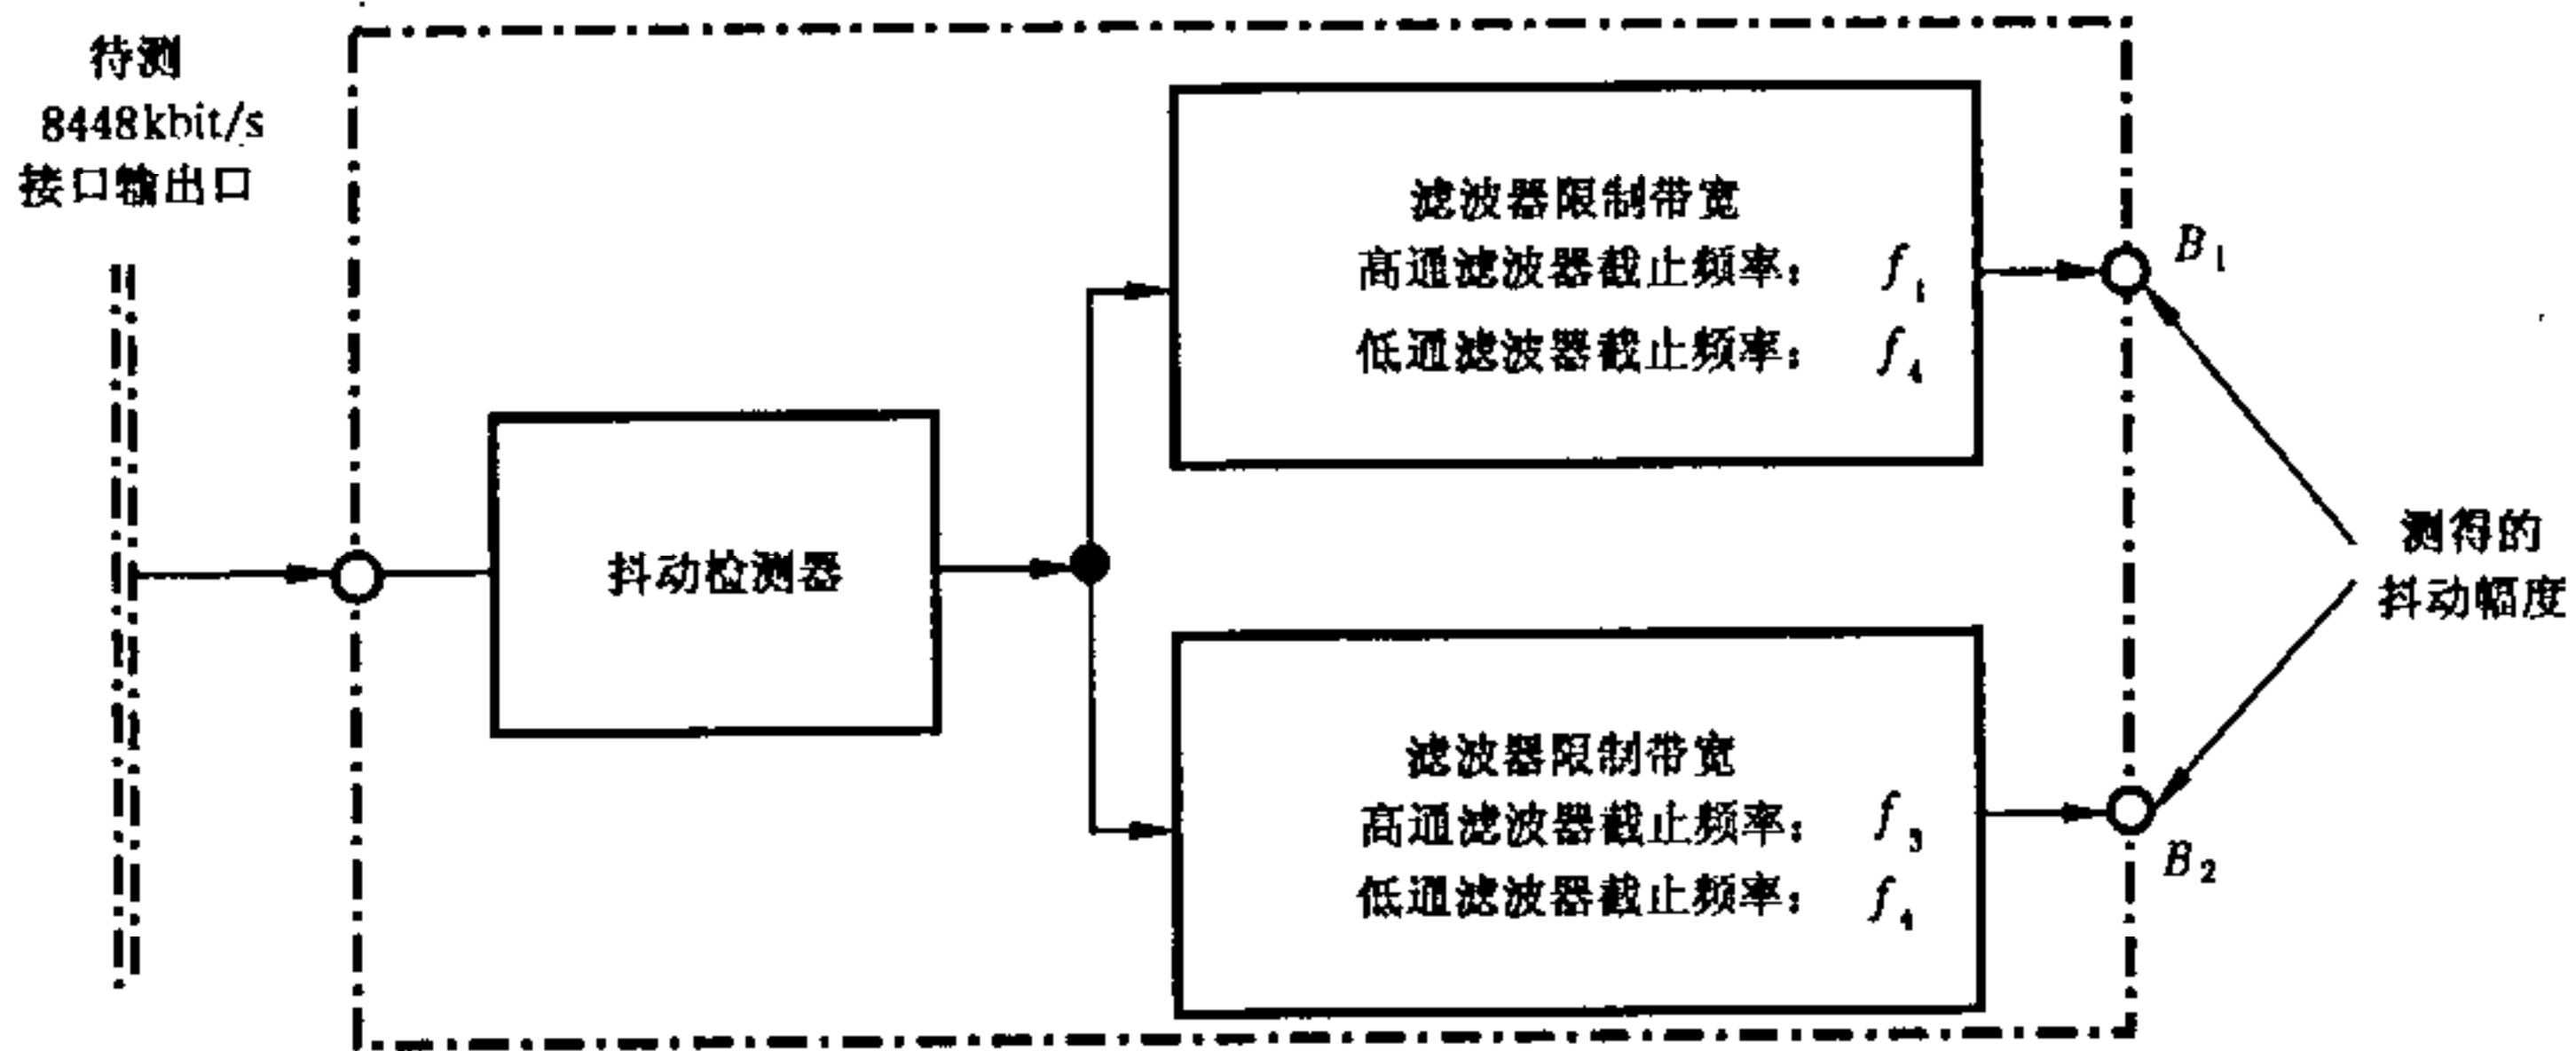 待测
8448kbit/s
接口输出口
滤波器限制带宽
高通滤波器截止频率： f1
低通滤波器截止频率： f4
B1
抖动检测器
测得的
抖动幅度
滤波器限制带宽
高通滤波器截止频率： f3
低通滤波器截止频率： f4
B2